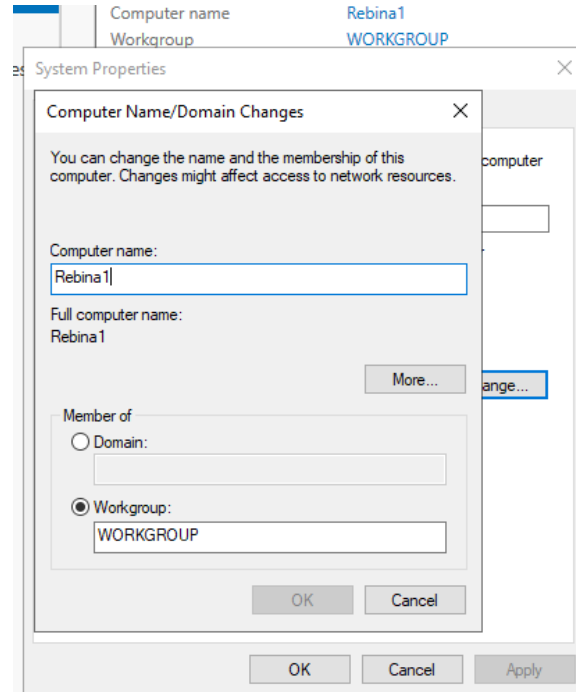 Computer name Rebina1
Workgroup WORKGROUP
es
System Properties
Computer Name/Domain Changes
You can change the name and the membership of this
computer. Changes might affect access to network resources.
computer
Computer name:
Rebina1
Full computer name:
Rebina1
More...
ange...
Member of
Domain:
Workgroup:
WORKGROUP
OK Cancel
OK Cancel Apply